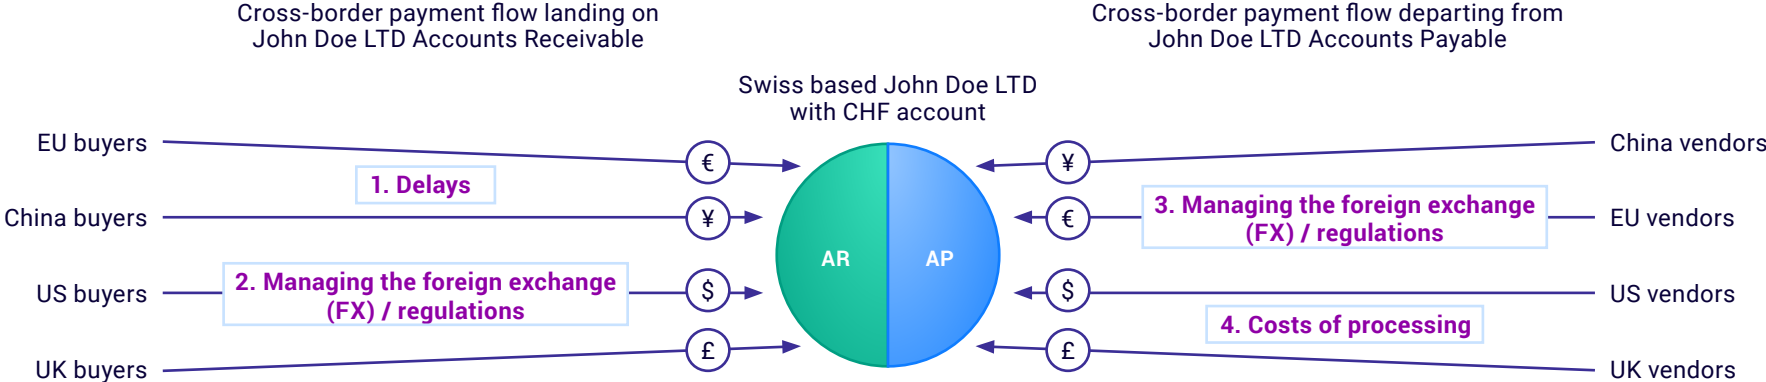 Cross-border payment flow landing on
John Doe LTD Accounts Receivable
Cross-border payment flow departing from
John Doe LTD Accounts Payable
Swiss based John Doe LTD
with CHF account
EU buyers
€
¥
China vendors
1. Delays
China buyers
¥
€
3. Managing the foreign exchange
(FX) / regulations
EU vendors
AR
AP
US buyers
2. Managing the foreign exchange
(FX) / regulations
$
$
US vendors
4. Costs of processing
UK buyers
£
£
UK vendors